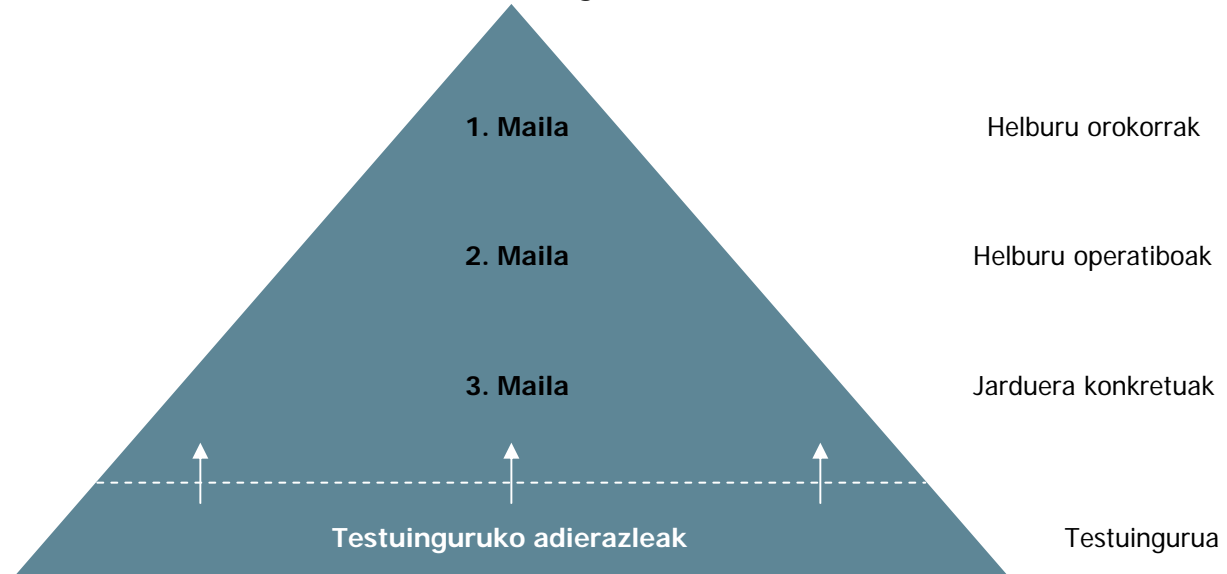 1. Maila
Helburu orokorrak
2. Maila
Helburu operatiboak
3. Maila
Jarduera konkretuak
Testuinguruko adierazleak
Testuingurua